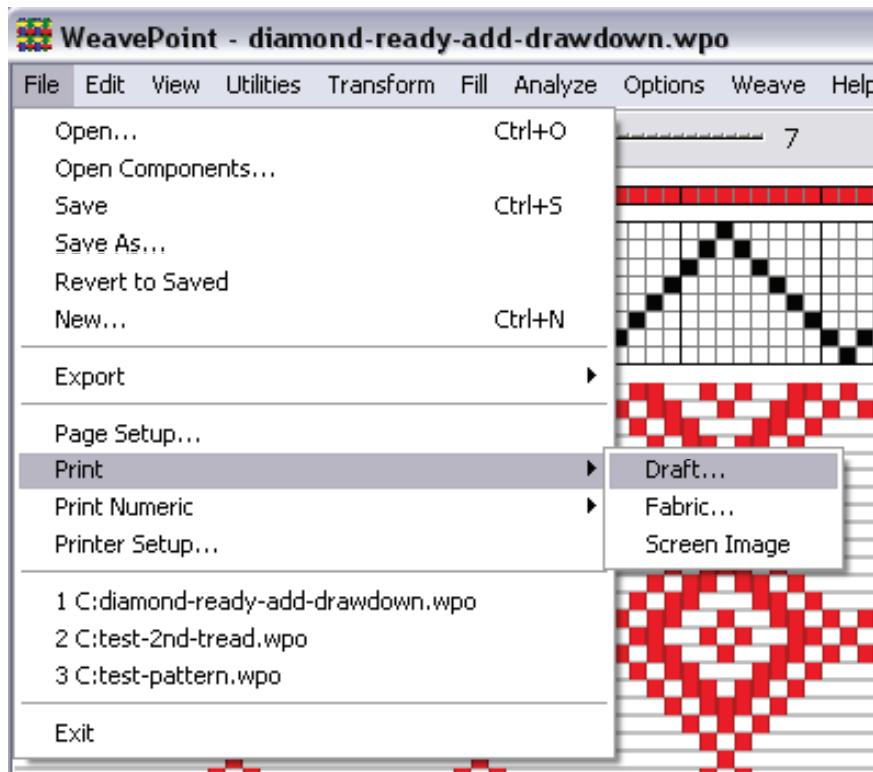 WeavePoint - diamond-ready-add-drawdown.wpo
File Edit View Utilities Transform Fill Analyze Options Weave Help
Open... Ctrl+O
7
Open Components...
Save Ctrl+S
Save As...
Revert to Saved
New... Ctrl+N
Export
Page Setup...
Print
Draft...
Print Numeric
Fabric...
Printer Setup...
Screen Image
1 C:diamond-ready-add-drawdown.wpo
2 C:test-2nd-tread.wpo
3 C:test-pattern.wpo
Exit